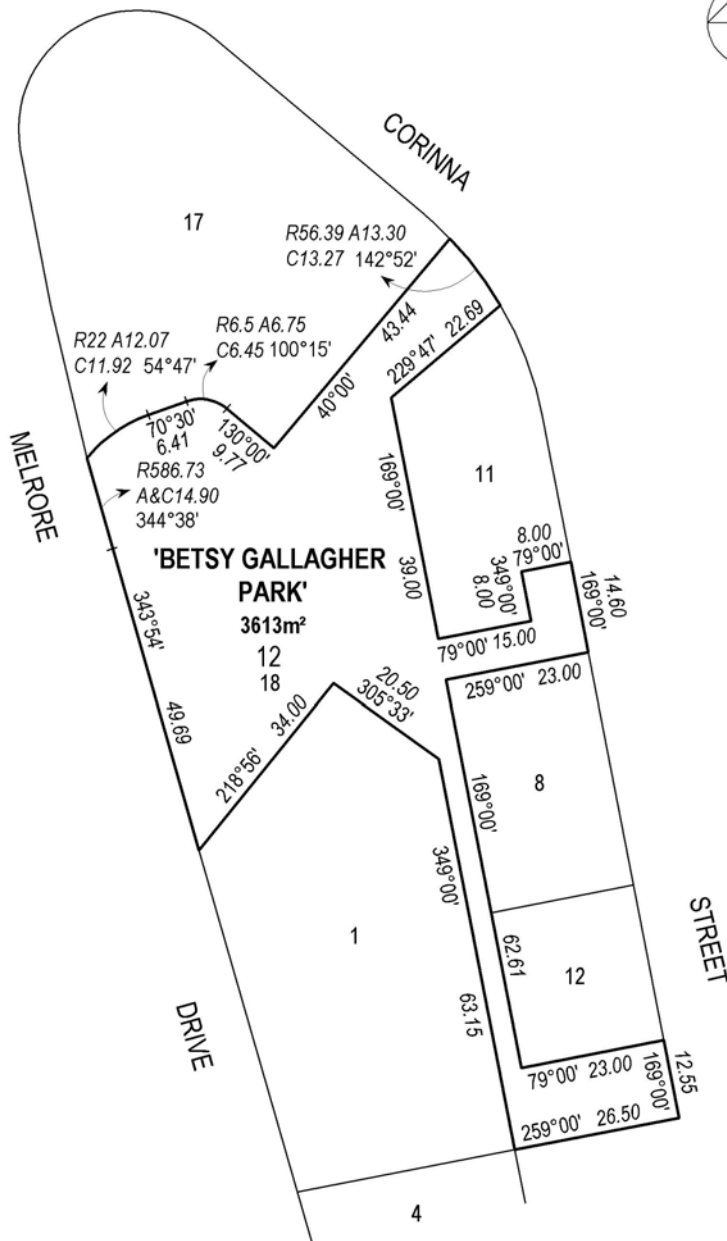 CORINNA
17
R56.39 A13.30
C13.27 142°52'
R22 A12.07
C11.92 54°47'
R6.5 A6.75
C6.45 100°15'
43.44
40°00'
229°47' 22.69
70°30'
6.41
130°00'
9.77
MELRORE
R586.73
A&C14.90
344°38'
169°00'
39.00
11
8.00
79°00'
349°00'
8.00
14.60
169°00'
'BETSY GALLAGHER
PARK'
3613m²
12
18
79°00' 15.00
259°00' 23.00
343°54'
49.69
20.50
305°33'
218°56' 34.00
169°00'
62.61
8
349°00'
63.15
1
12
STREET
DRIVE
79°00' 23.00
169°00'
12.55
259°00' 26.50
4